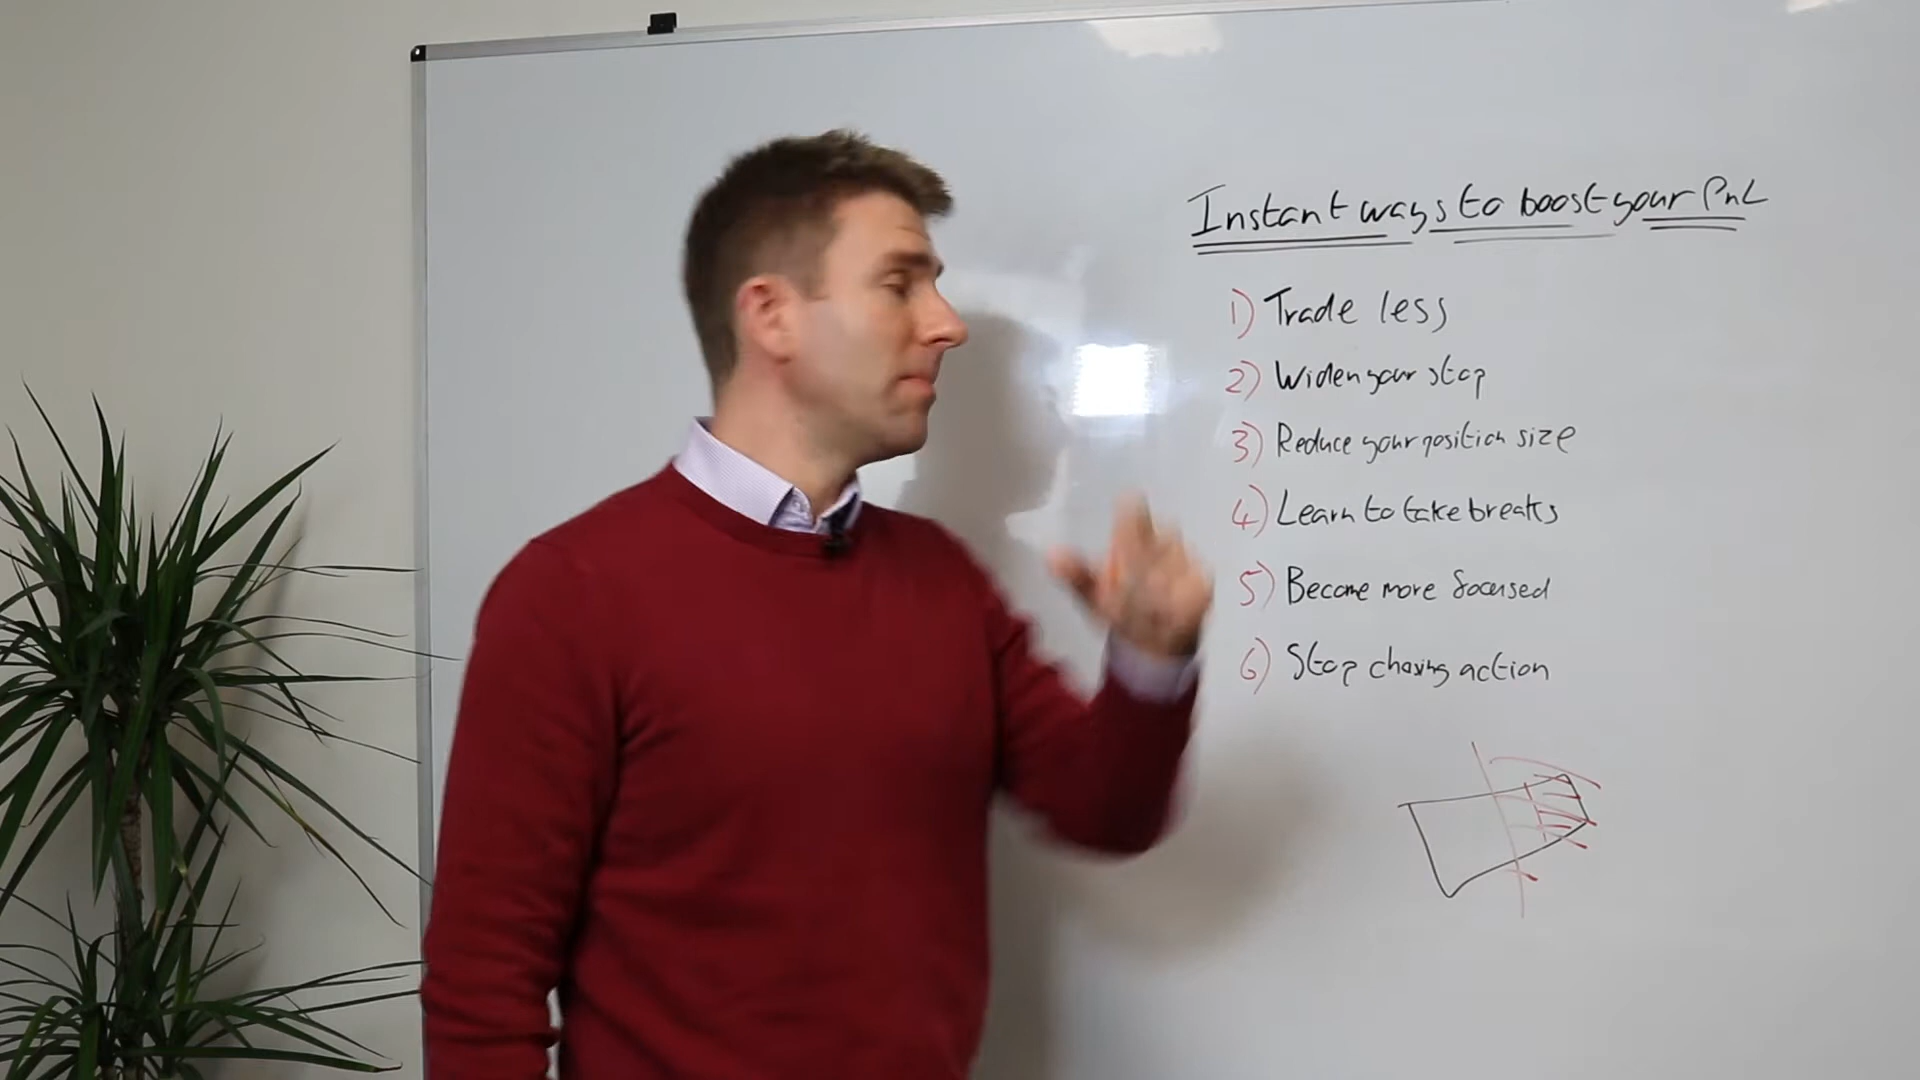 Instant ways to boost your PnL
1) Trade less
2) Widen your stop
3) Reduce your position size
4) Learn to take breaks
5) Become more focused
6) Stop chasing action